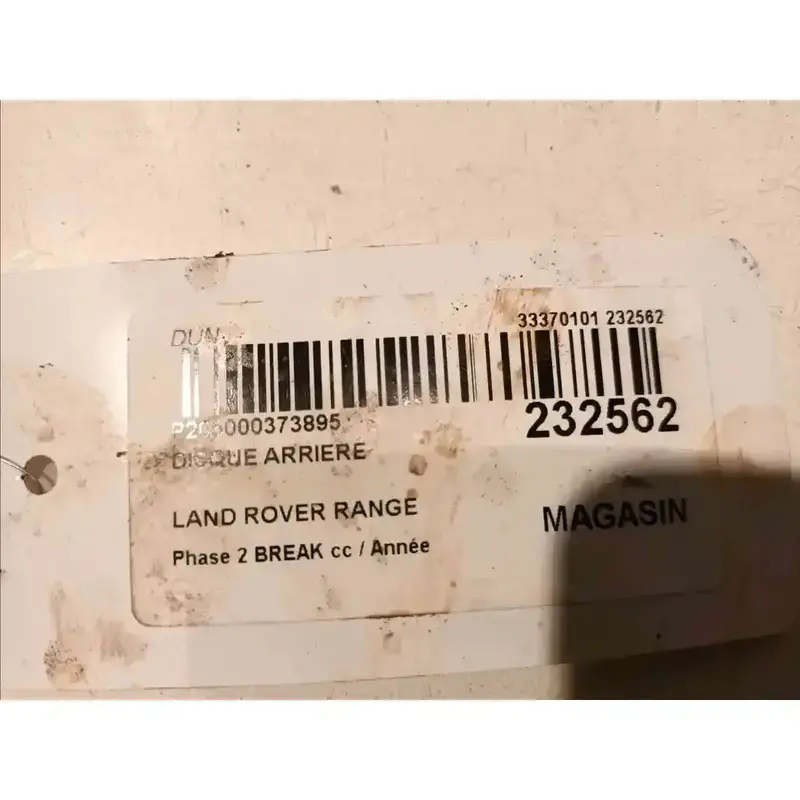 DUN
33370101 232562
232562
DISQUE ARRIERE
LAND ROVER RANGE
MAGASIN
Phase 2 BREAK cc / Année